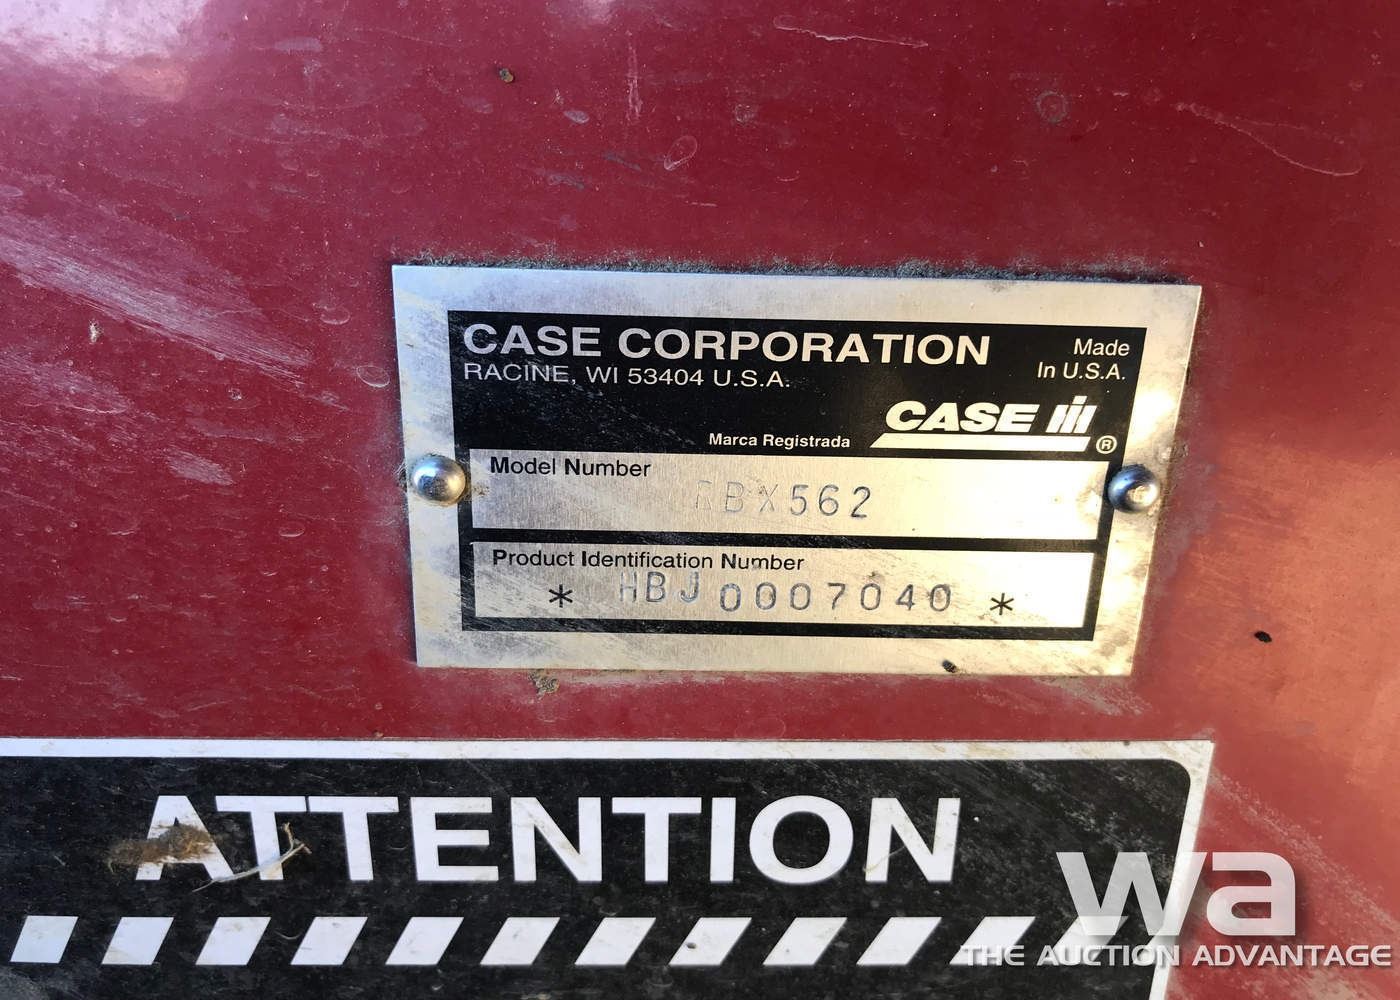 CASE CORPORATION
Made
RACINE, WI 53404 U.S.A.
In U.S.A.
CASE IH
Marca Registrada ®
Model Number
RBX562
Product Identification Number
* HBJ0007040 *
ATTENTION
wa
THE AUCTION ADVANTAGE